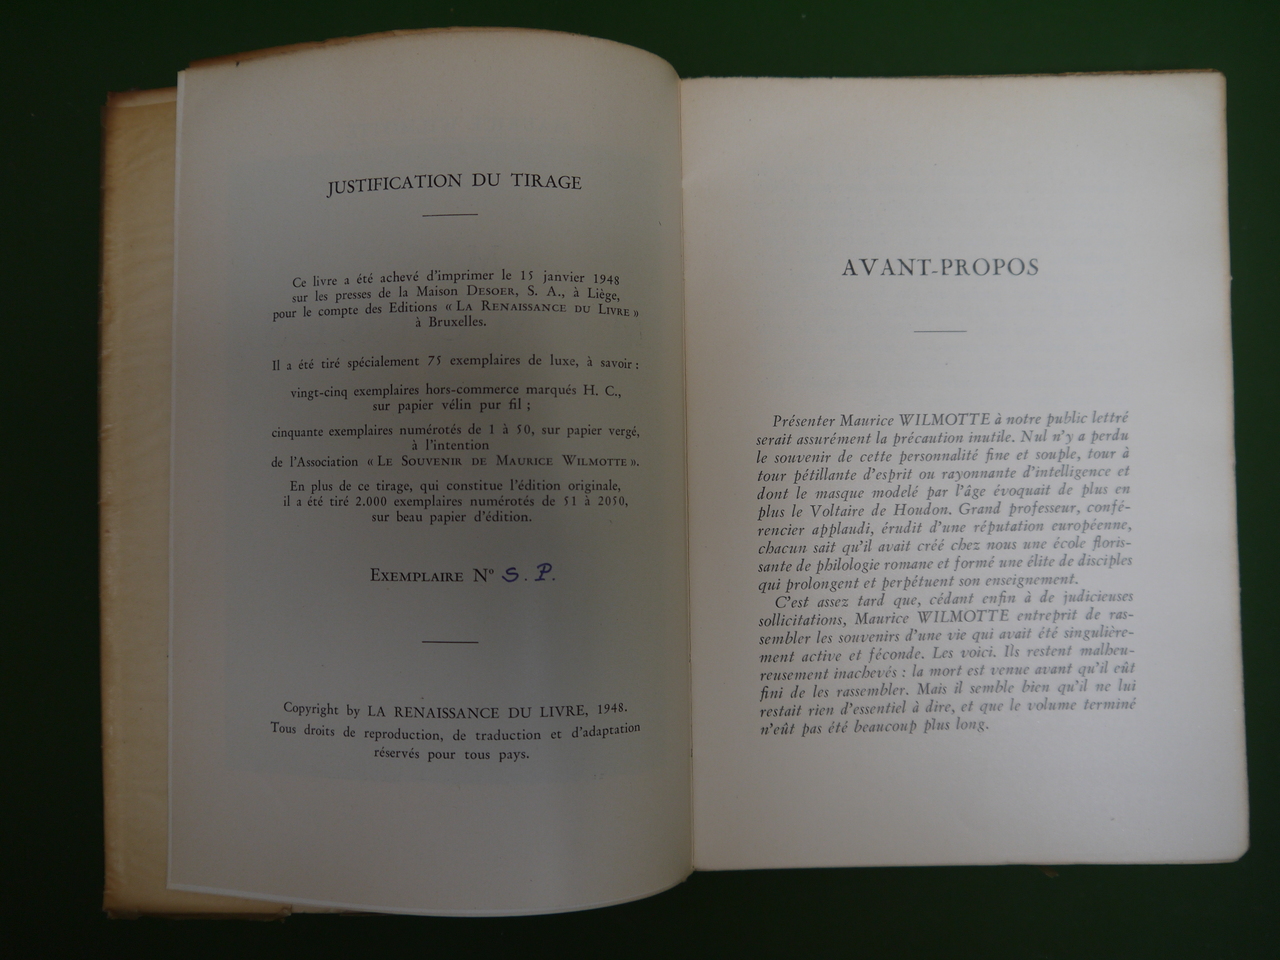 JUSTIFICATION DU TIRAGE
Ce livre a été achevé d'imprimer le 15 janvier 1948
sur les presses de la Maison DESOER, S. A., à Liège,
pour le compte des Editions « LA RENAISSANCE DU LIVRE »
à Bruxelles.
Il a été tiré spécialement 75 exemplaires de luxe, à savoir :
vingt-cinq exemplaires hors-commerce marqués H. C.,
sur papier vélin pur fil ;
cinquante exemplaires numérotés de 1 à 50, sur papier vergé,
à l'intention
de l'Association « LE SOUVENIR DE MAURICE WILMOTTE ».
En plus de ce tirage, qui constitue l'édition originale,
il a été tiré 2.000 exemplaires numérotés de 51 à 2050,
sur beau papier d'édition.
EXEMPLAIRE N° S. P.
Copyright by LA RENAISSANCE DU LIVRE, 1948.
Tous droits de reproduction, de traduction et d'adaptation
réservés pour tous pays.
AVANT-PROPOS
Présenter Maurice WILMOTTE à notre public lettré
serait assurément la précaution inutile. Nul n'y a perdu
le souvenir de cette personnalité fine et souple, tour à
tour pétillante d'esprit ou rayonnante d'intelligence et
dont le masque modelé par l'âge évoquait de plus en
plus le Voltaire de Houdon. Grand professeur, confé-
rencier applaudi, érudit d'une réputation européenne,
chacun sait qu'il avait créé chez nous une école floris-
sante de philologie romane et formé une élite de disciples
qui prolongent et perpétuent son enseignement.
C'est assez tard que, cédant enfin à de judicieuses
sollicitations, Maurice WILMOTTE entreprit de ras-
sembler les souvenirs d'une vie qui avait été singulière-
ment active et féconde. Les voici. Ils restent malheu-
reusement inachevés : la mort est venue avant qu'il eût
fini de les rassembler. Mais il semble bien qu'il ne lui
restait rien d'essentiel à dire, et que le volume terminé
n'eût pas été beaucoup plus long.